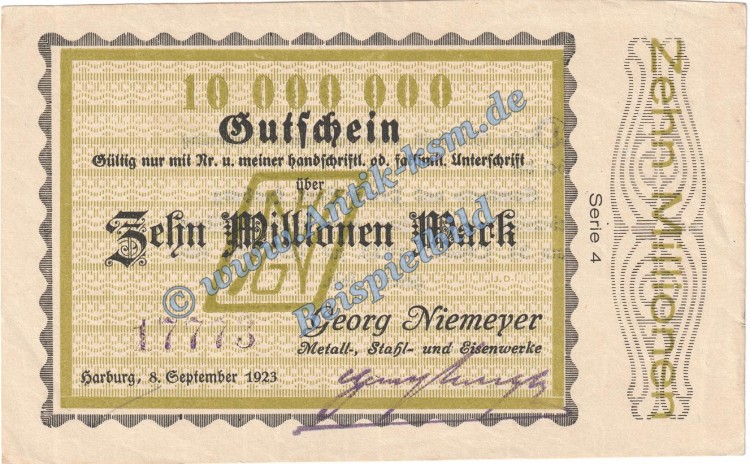 10 000 000
Gutschein
Gültig nur mit Nr. u. meiner handschriftl. od. faksim. Unterschrift
über
Zehn Millionen Mark
Georg Niemeyer
Metall-, Stahl- und Eisenwerke
Harburg, 8. September 1923
Serie 4
Zehn Millionen
© www.Antik-ksm.de
Beispielbild